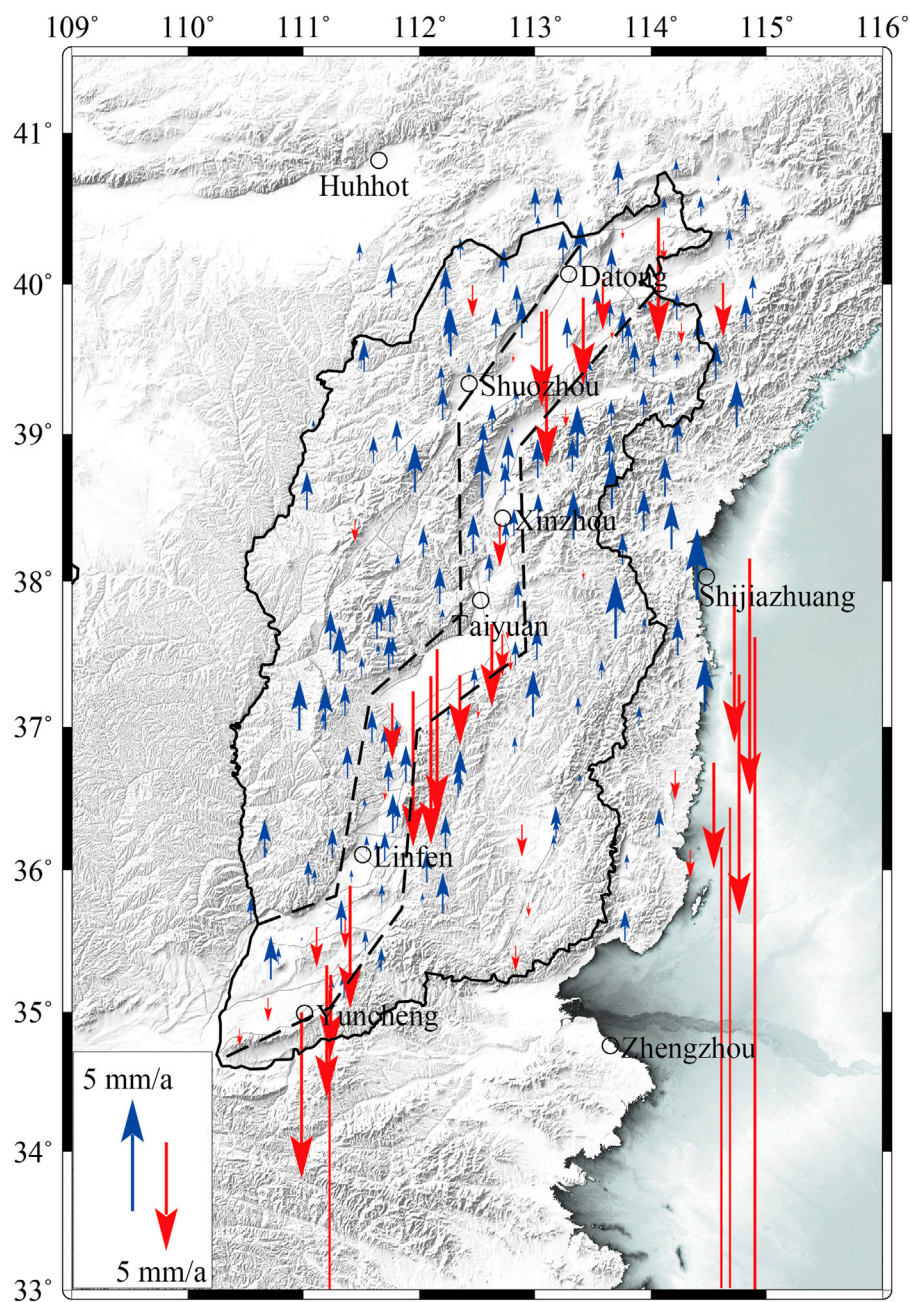 109° 110° 111° 112° 113° 114° 115° 116°
41°
Huhhot
40°
Datong
Shuozhou
39°
Xinzhou
38°
Shijiazhuang
Taiyuan
37°
36°
Linfen
35°
Yuncheng
Zhengzhou
5 mm/a
34°
5 mm/a
33°